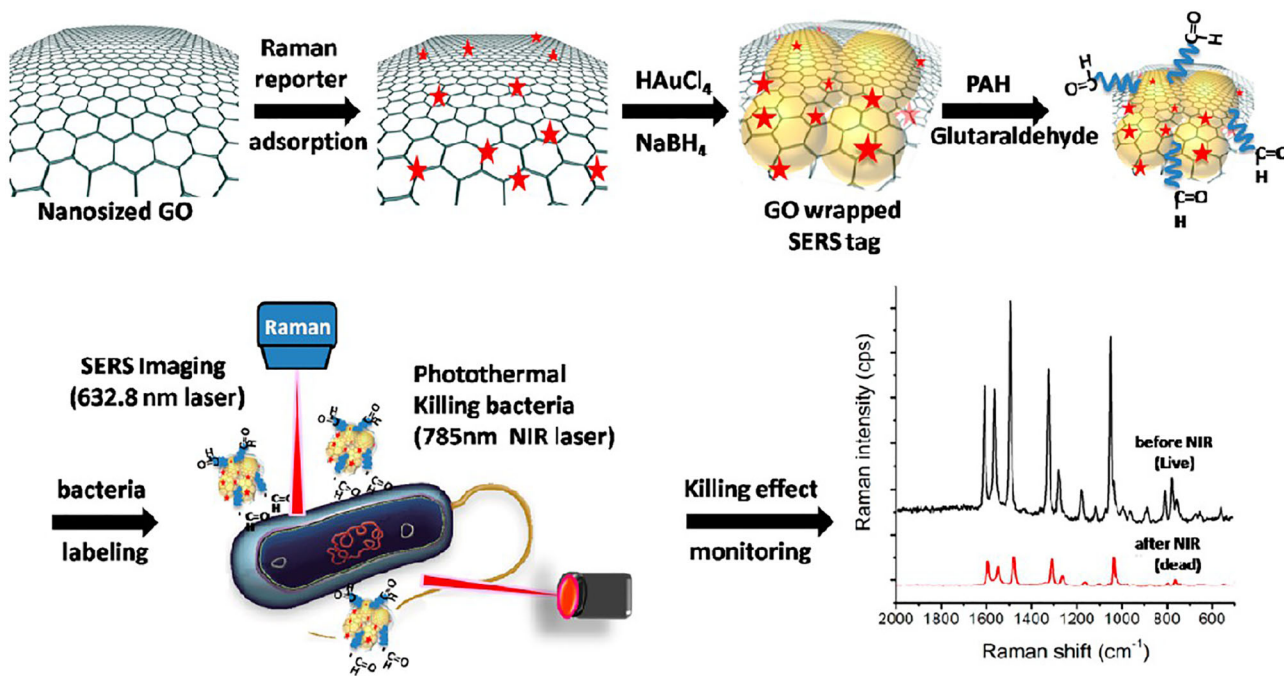 Raman
reporter
adsorption
Nanosized GO
HAuCl4
NaBH4
GO wrapped
SERS tag
PAH
Glutaraldehyde
C=O
H
H
C=O
C=O
H
C=O
H
Raman
SERS Imaging
(632.8 nm laser)
Photothermal
Killing bacteria
(785nm NIR laser)
bacteria
labeling
C=O
H
C=O
H
C=O
H
C=O
H
C=O
H
C=O
H
C=O
H
C=O
H
Killing effect
monitoring
Raman intensity (cps)
before NIR
(Live)
after NIR
(dead)
2000 1800 1600 1400 1200 1000 800 600
Raman shift (cm⁻¹)